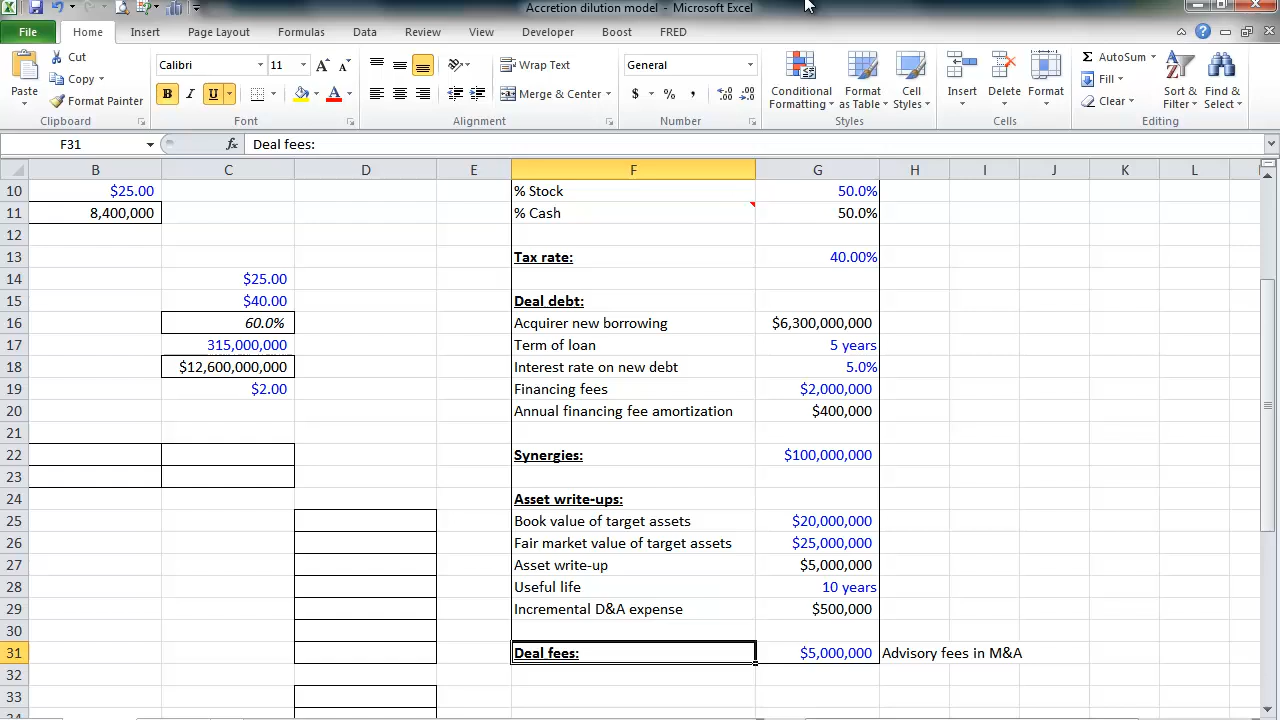 Accretion dilution model - Microsoft Excel
File Home Insert Page Layout Formulas Data Review View Developer Boost FRED
Cut Calibri 11 Wrap Text General Σ AutoSum
Copy Fill
Paste Format Painter B I U A Merge & Center $ % , Conditional Formatting Format as Table Cell Styles Insert Delete Format Clear Sort & Filter Find & Select
Clipboard Font Alignment Number Styles Cells Editing
F31 fx Deal fees:
B C D E F G H I J K L
10 $25.00 % Stock 50.0%
11 8,400,000 % Cash 50.0%
12
13 Tax rate: 40.00%
14 $25.00
15 $40.00 Deal debt:
16 60.0% Acquirer new borrowing $6,300,000,000
17 315,000,000 Term of loan 5 years
18 $12,600,000,000 Interest rate on new debt 5.0%
19 $2.00 Financing fees $2,000,000
20 Annual financing fee amortization $400,000
21
22 Synergies: $100,000,000
23
24 Asset write-ups:
25 Book value of target assets $20,000,000
26 Fair market value of target assets $25,000,000
27 Asset write-up $5,000,000
28 Useful life 10 years
29 Incremental D&A expense $500,000
30
31 Deal fees: $5,000,000 Advisory fees in M&A
32
33